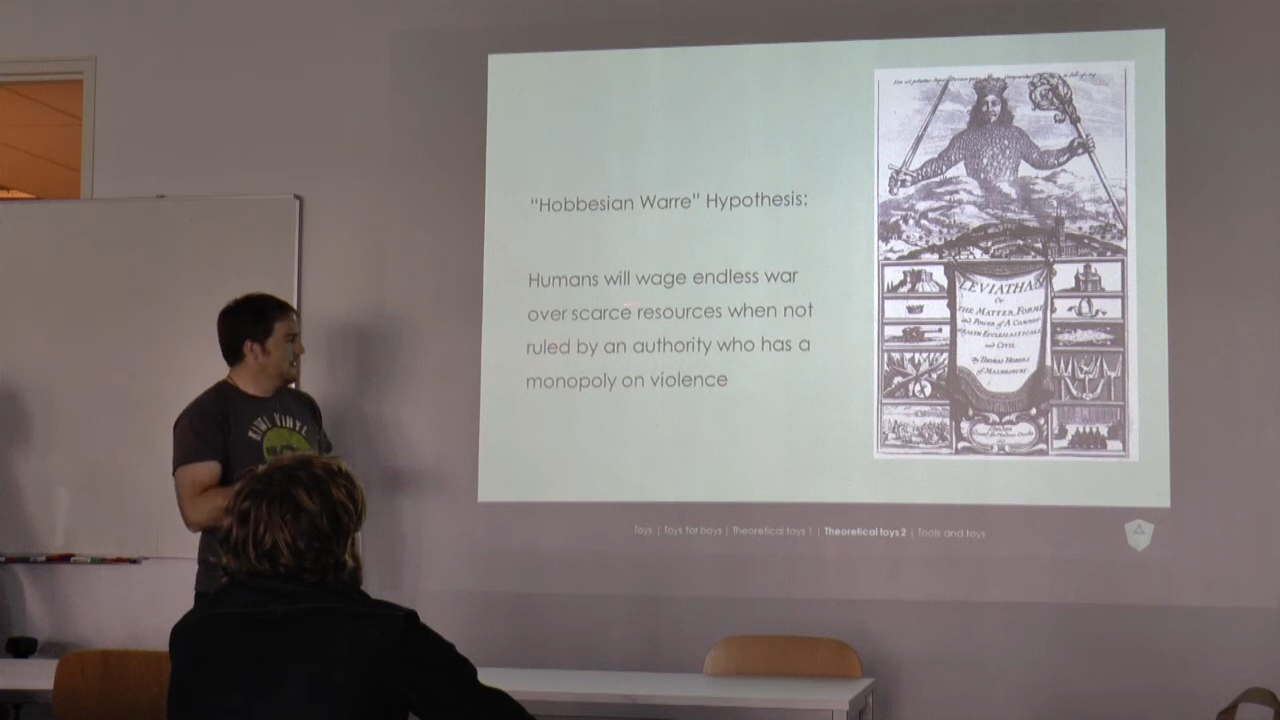 "Hobbesian Warre" Hypothesis:
Humans will wage endless war
over scarce resources when not
ruled by an authority who has a
monopoly on violence
LEVIATHAN
Or
THE MATTER, FORME
and POWER of A COMMON
WEALTH ECCLESIASTICALL
and CIVIL
By THOMAS HOBBES
of MALMESBURY
KIWI VINYL
Toys | Toys for boys | Theoretical toys 1 | Theoretical toys 2 | Tools and toys